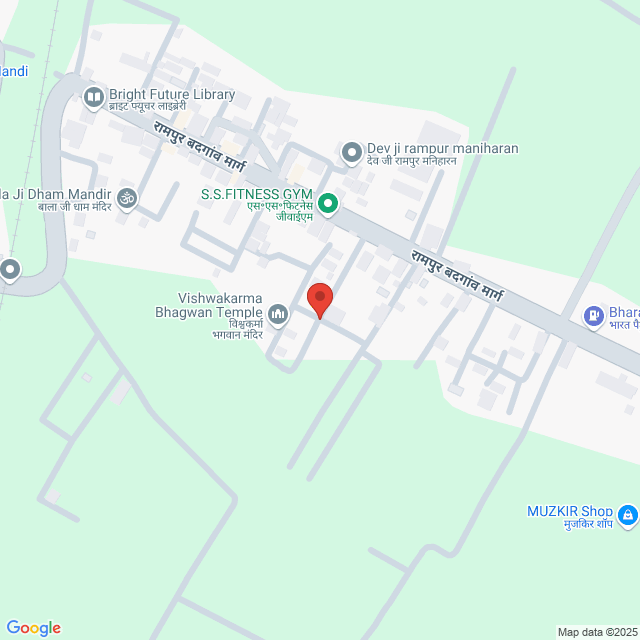 Mandi
Bright Future Library
ब्राइट फ्यूचर लाइब्रेरी
रामपुर बदगांव मार्ग
Dev ji rampur maniharan
देव जी रामपुर मनिहारन
S.S.FITNESS GYM
एस॰एस॰फिटनेस
जीवाईएम
la Ji Dham Mandir
बाला जी धाम मंदिर
रामपुर बदगांव मार्ग
Vishwakarma
Bhagwan Temple
विश्वकर्मा
भगवान मंदिर
Bhara
भारत पै
MUZKIR Shop
मुजकिर शॉप
Google
Map data ©2025